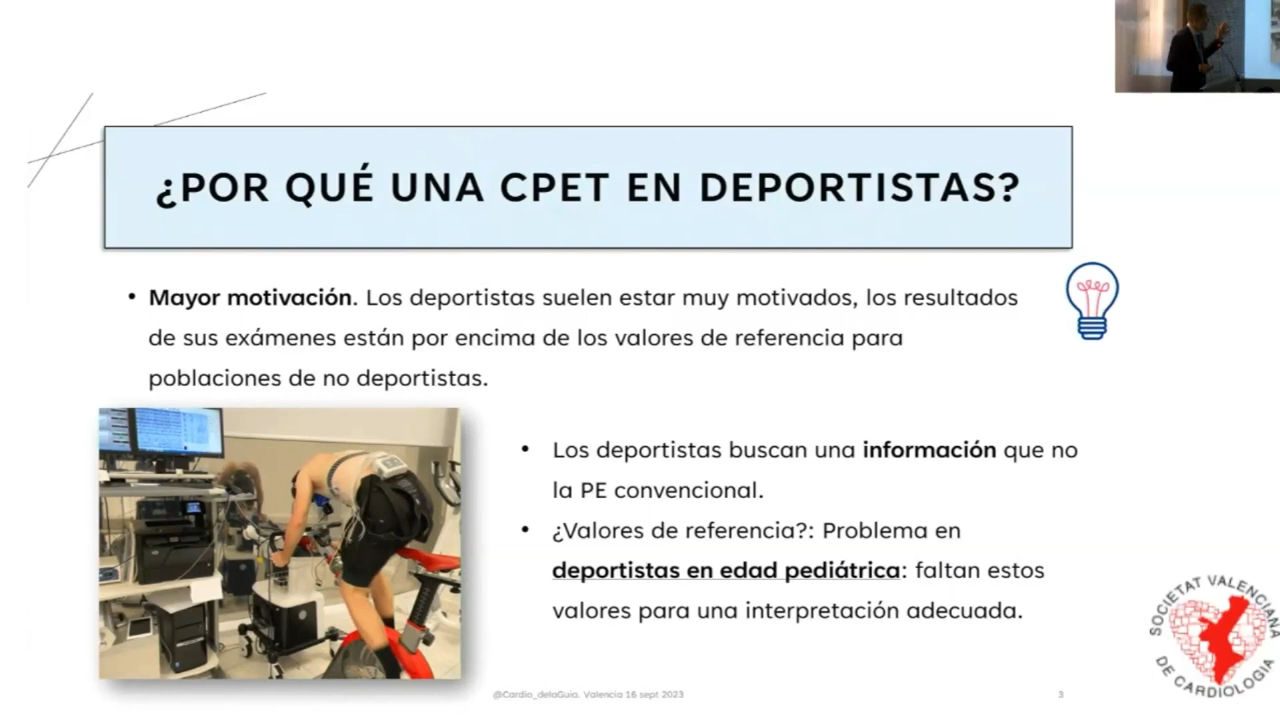 ¿POR QUÉ UNA CPET EN DEPORTISTAS?
• Mayor motivación. Los deportistas suelen estar muy motivados, los resultados
de sus exámenes están por encima de los valores de referencia para
poblaciones de no deportistas.
• Los deportistas buscan una información que no
la PE convencional.
• ¿Valores de referencia?: Problema en
deportistas en edad pediátrica: faltan estos
valores para una interpretación adecuada.
SOCIETAT VALENCIANA
DE CARDIOLOGIA
@Cardio_delaGuia. Valencia 16 sept 2023
3